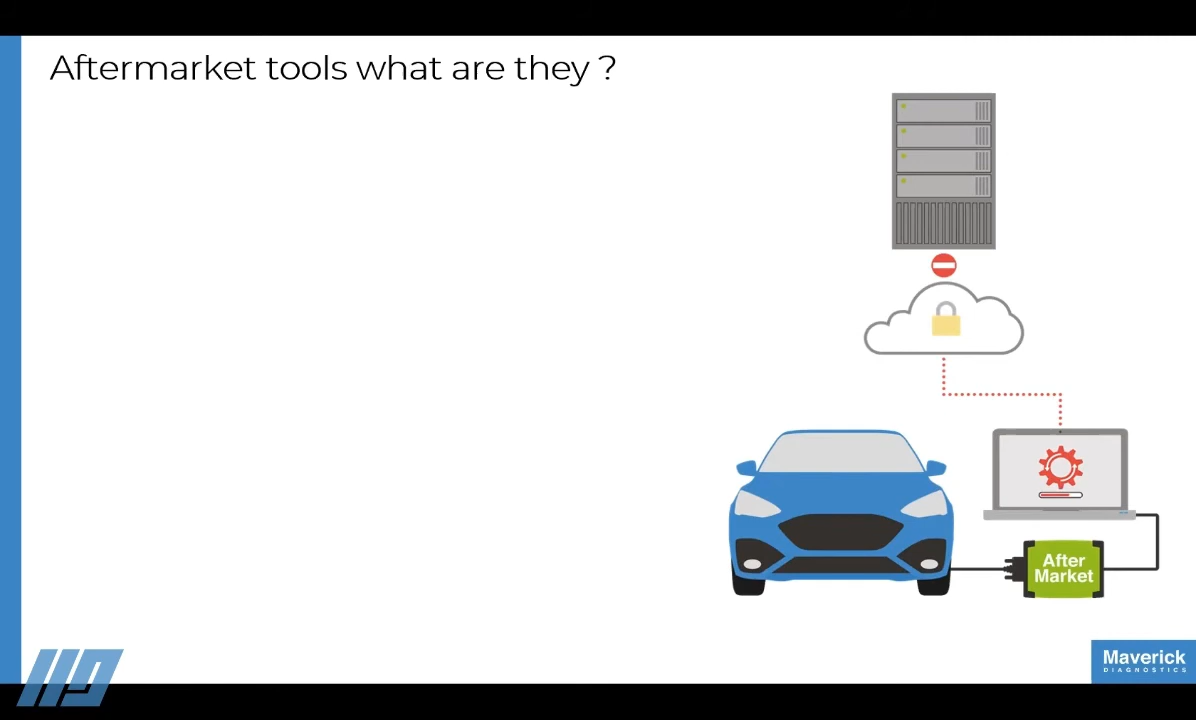 Aftermarket tools what are they ?
After
Market
Maverick
DIAGNOSTICS